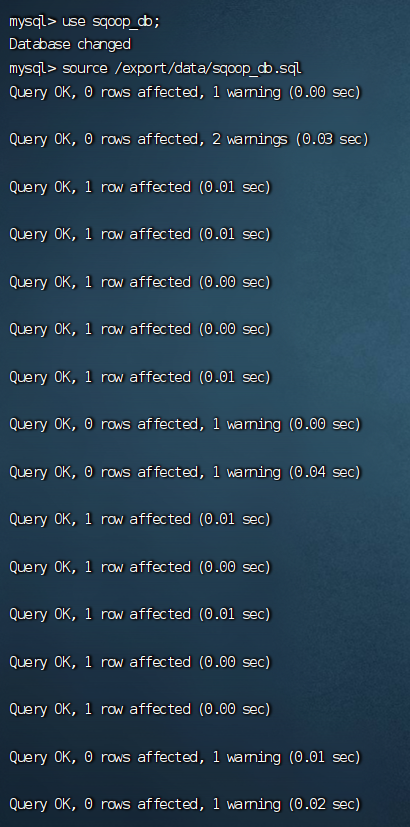 mysql> use sqoop_db;
Database changed
mysql> source /export/data/sqoop_db.sql
Query OK, 0 rows affected, 1 warning (0.00 sec)
Query OK, 0 rows affected, 2 warnings (0.03 sec)
Query OK, 1 row affected (0.01 sec)
Query OK, 1 row affected (0.01 sec)
Query OK, 1 row affected (0.00 sec)
Query OK, 1 row affected (0.00 sec)
Query OK, 1 row affected (0.01 sec)
Query OK, 0 rows affected, 1 warning (0.00 sec)
Query OK, 0 rows affected, 1 warning (0.04 sec)
Query OK, 1 row affected (0.01 sec)
Query OK, 1 row affected (0.00 sec)
Query OK, 1 row affected (0.01 sec)
Query OK, 1 row affected (0.00 sec)
Query OK, 1 row affected (0.00 sec)
Query OK, 0 rows affected, 1 warning (0.01 sec)
Query OK, 0 rows affected, 1 warning (0.02 sec)